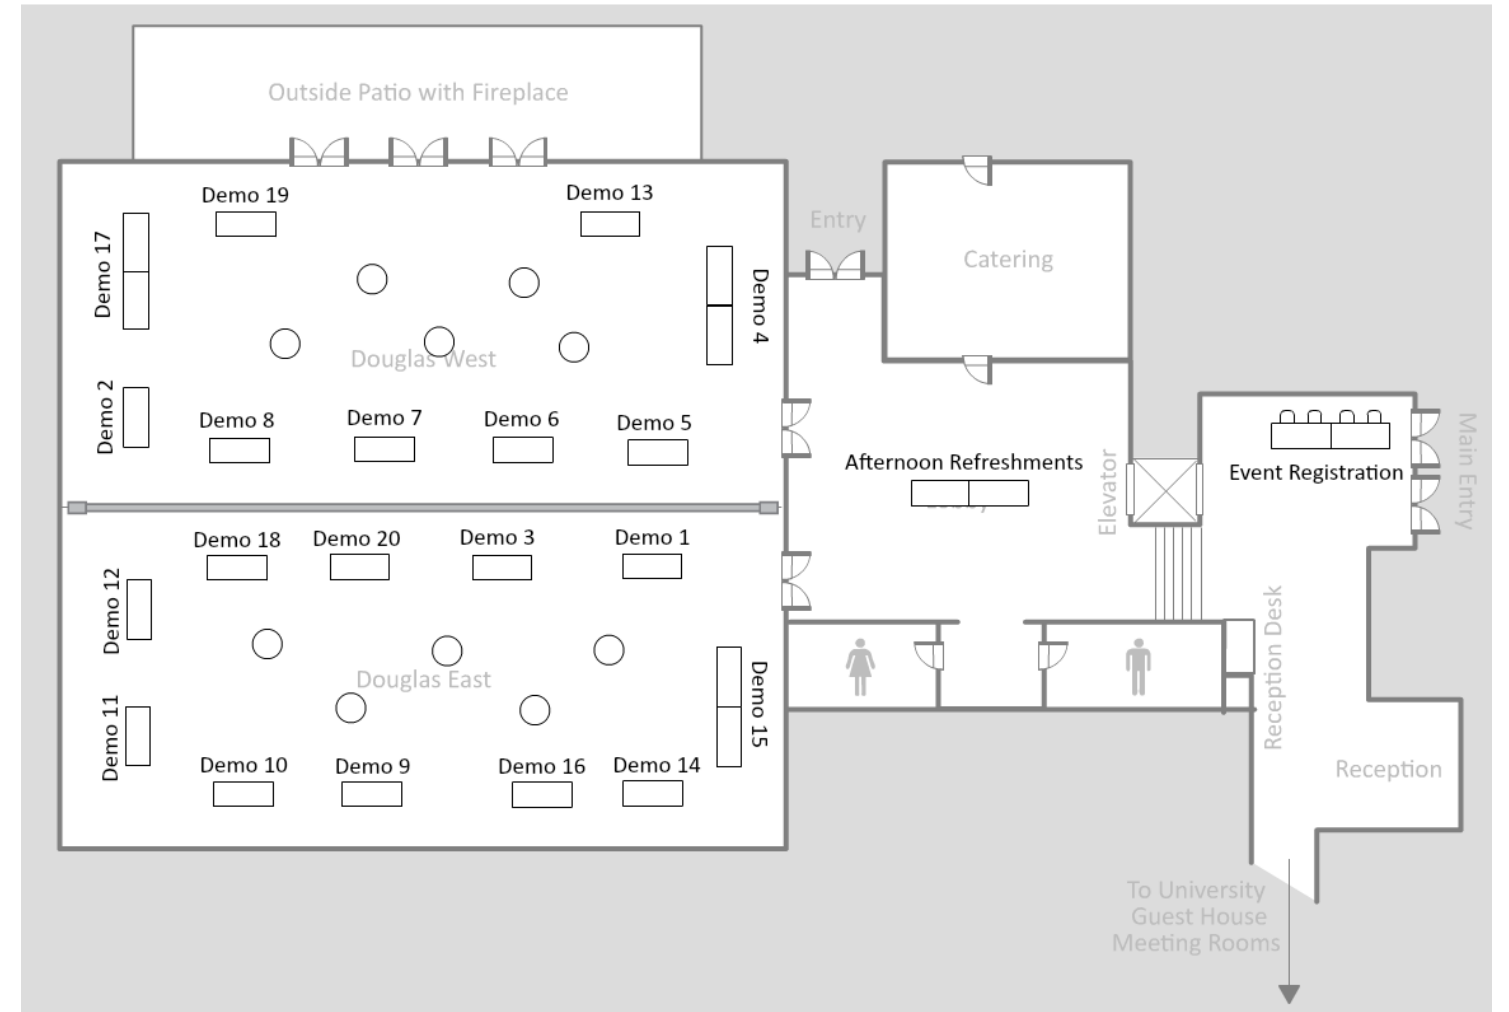 Outside Patio with Fireplace
Demo 19
Demo 13
Demo 17
Demo 4
Entry
Catering
Douglas West
Demo 2
Demo 8
Demo 7
Demo 6
Demo 5
Afternoon Refreshments
Elevator
Event Registration
Main Entry
Demo 18
Demo 20
Demo 3
Demo 1
Demo 12
Douglas East
Demo 11
Demo 15
Demo 10
Demo 9
Demo 16
Demo 14
Reception Desk
Reception
To University
Guest House
Meeting Rooms